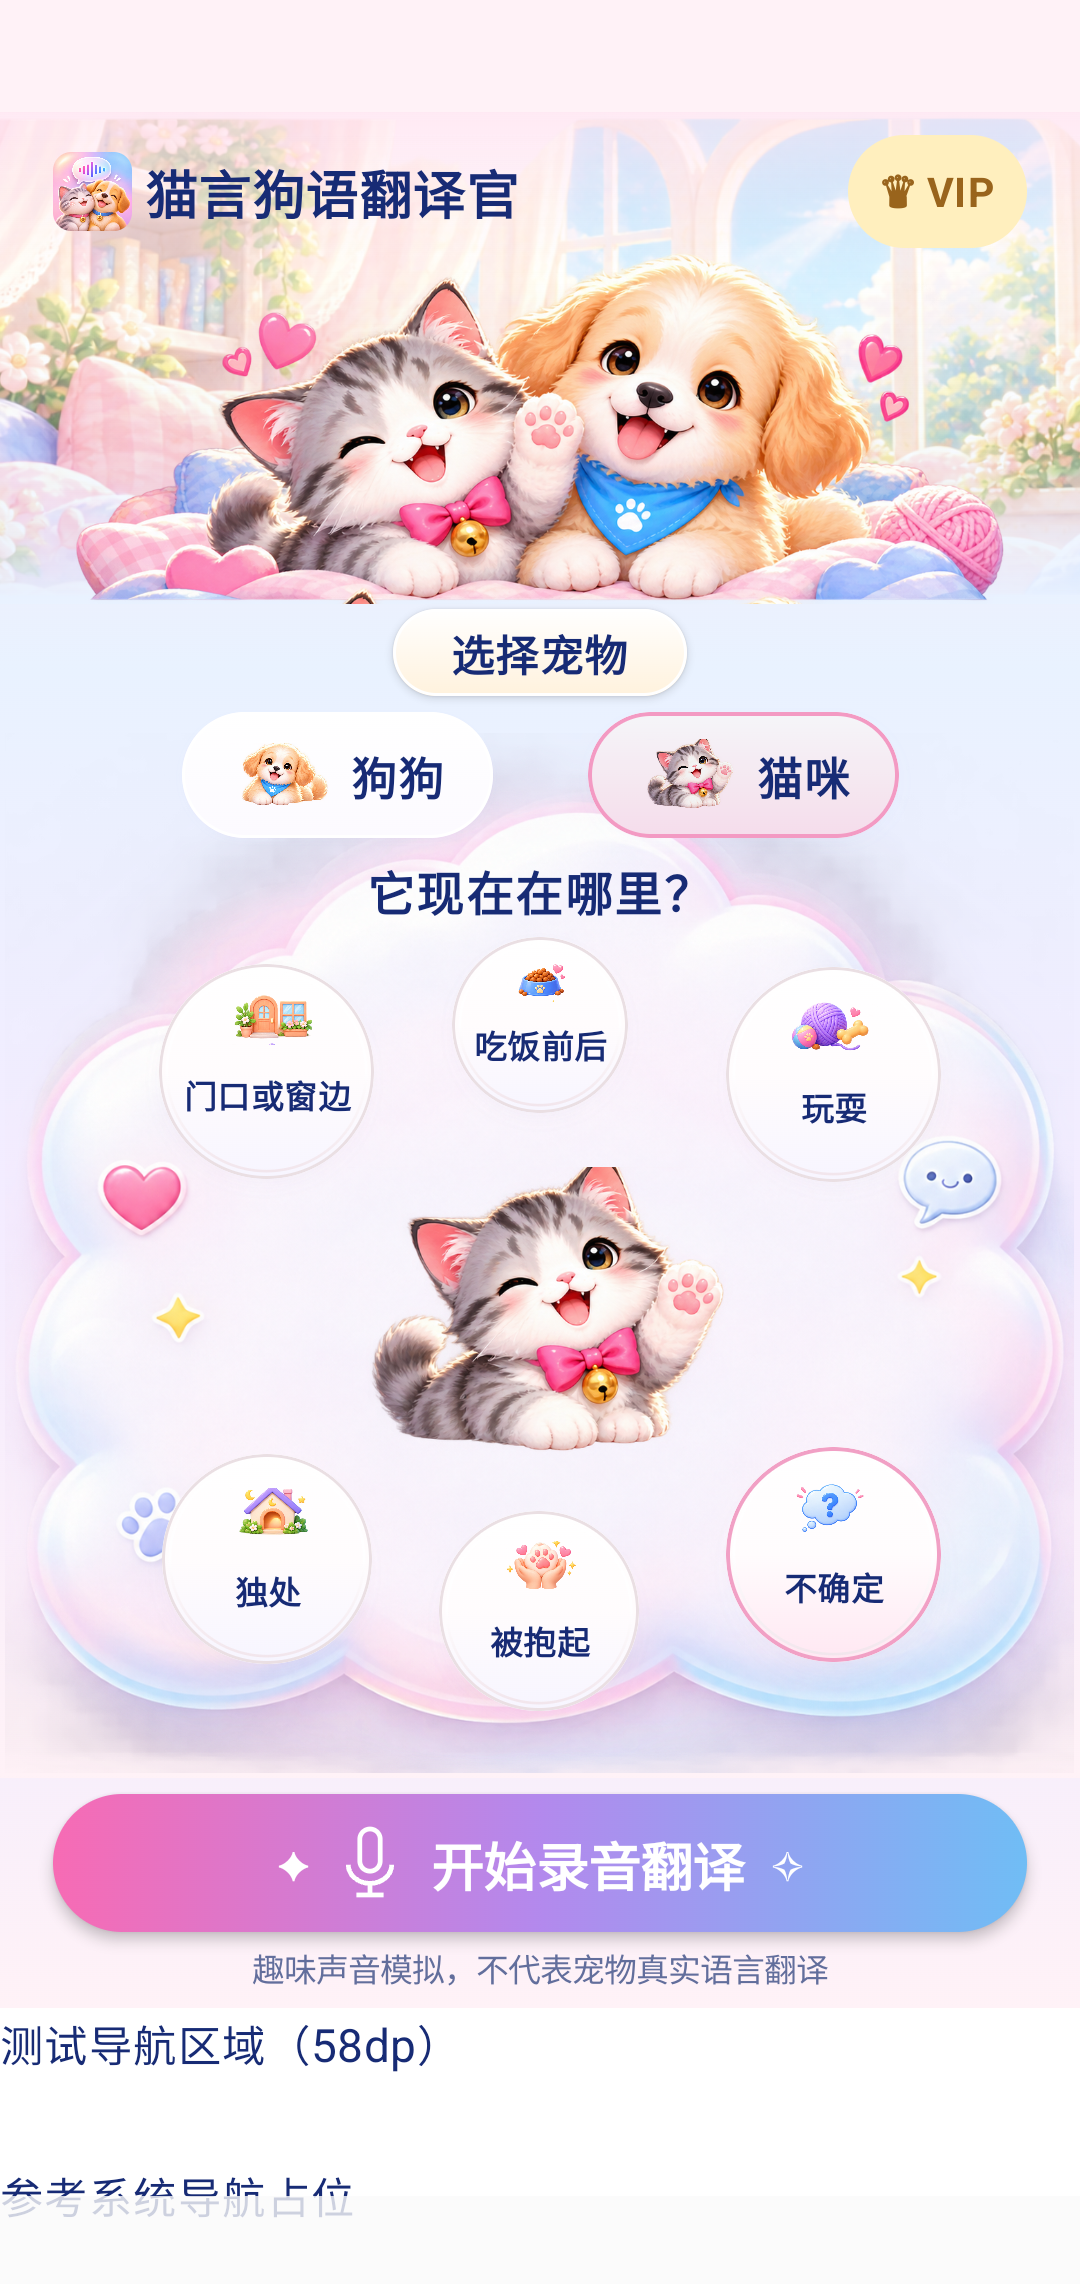 猫言狗语翻译官
VIP
选择宠物
狗狗
猫咪
它现在在哪里？
门口或窗边
吃饭前后
玩耍
独处
被抱起
不确定
开始录音翻译
趣味声音模拟，不代表宠物真实语言翻译
测试导航区域（58dp）
参考系统导航占位